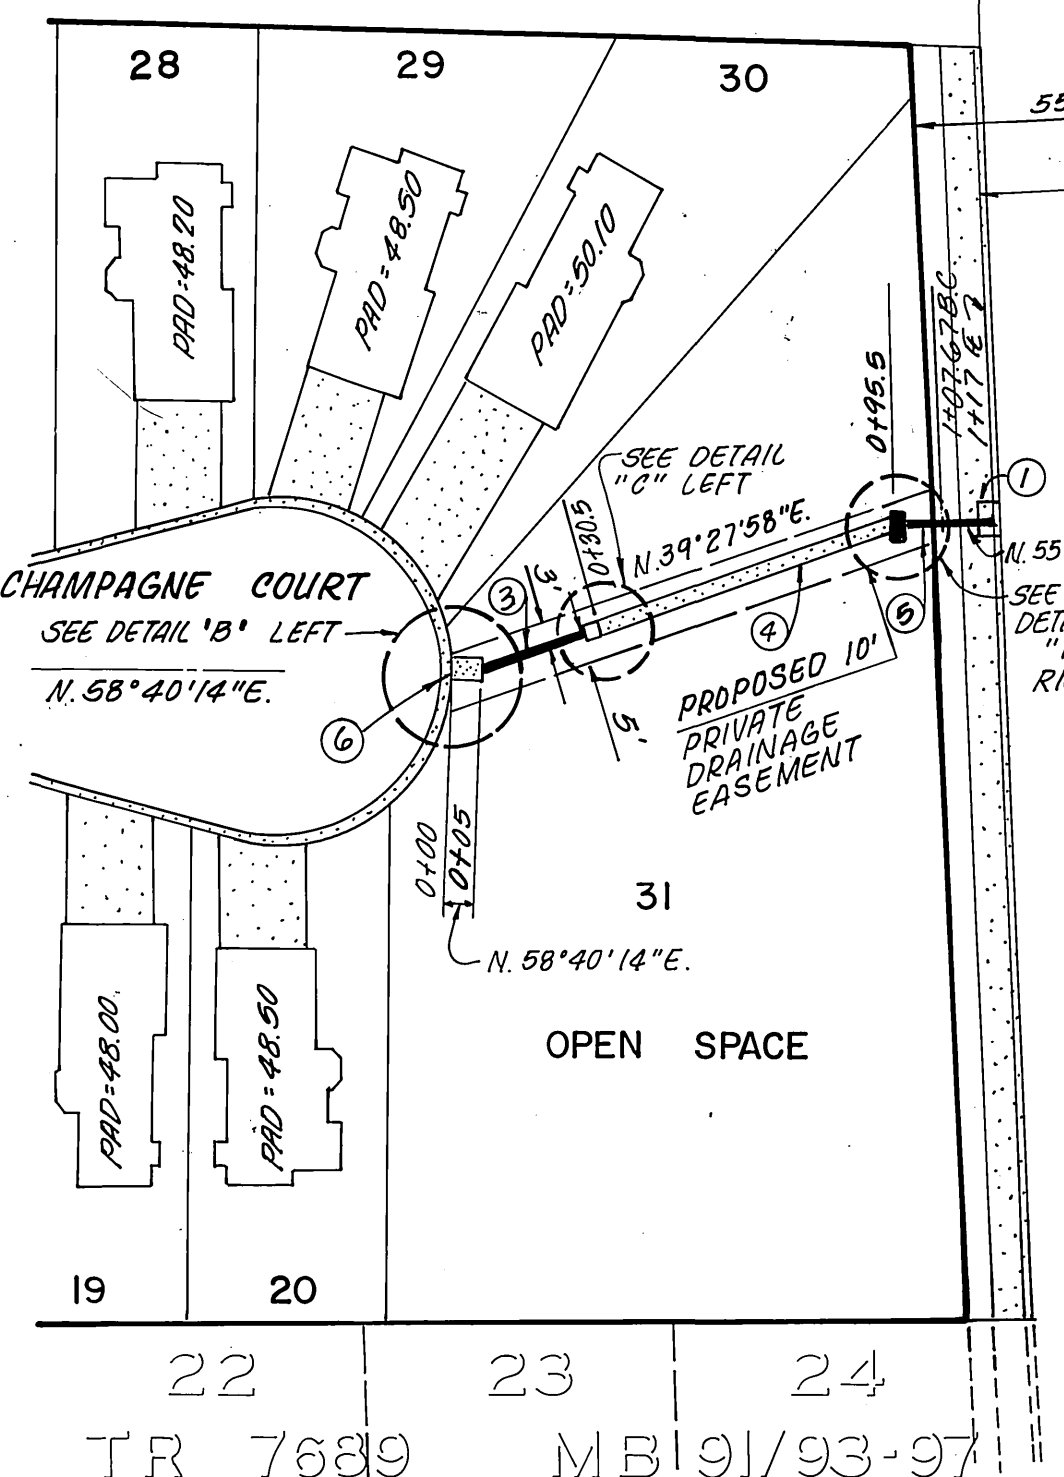 28
29
30
55
PAD=48.20
PAD=48.50
PAD=50.10
0+95.5
1+07.67 B.C.
SEE DETAIL
"C" LEFT
1
0+30.5
N.39°27'58"E.
N.55
CHAMPAGNE COURT
3'
3
SEE
SEE DETAIL 'B' LEFT
4
5
DETA
N.58°40'14"E.
PROPOSED 10'
PRIVATE
DRAINAGE
EASEMENT
6
5'
0+00
0+05
31
N.58°40'14"E.
PAD=48.00
PAD=48.50
OPEN SPACE
19
20
22
23
24
TR 7689 MB 91/93-97